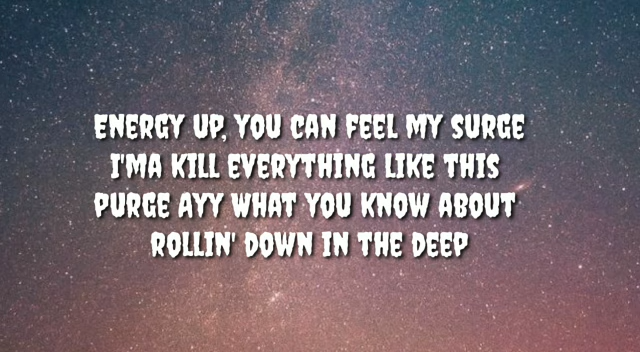 ENERGY UP, YOU CAN FEEL MY SURGE
I'MA KILL EVERYTHING LIKE THIS
PURGE AYY WHAT YOU KNOW ABOUT
ROLLIN' DOWN IN THE DEEP